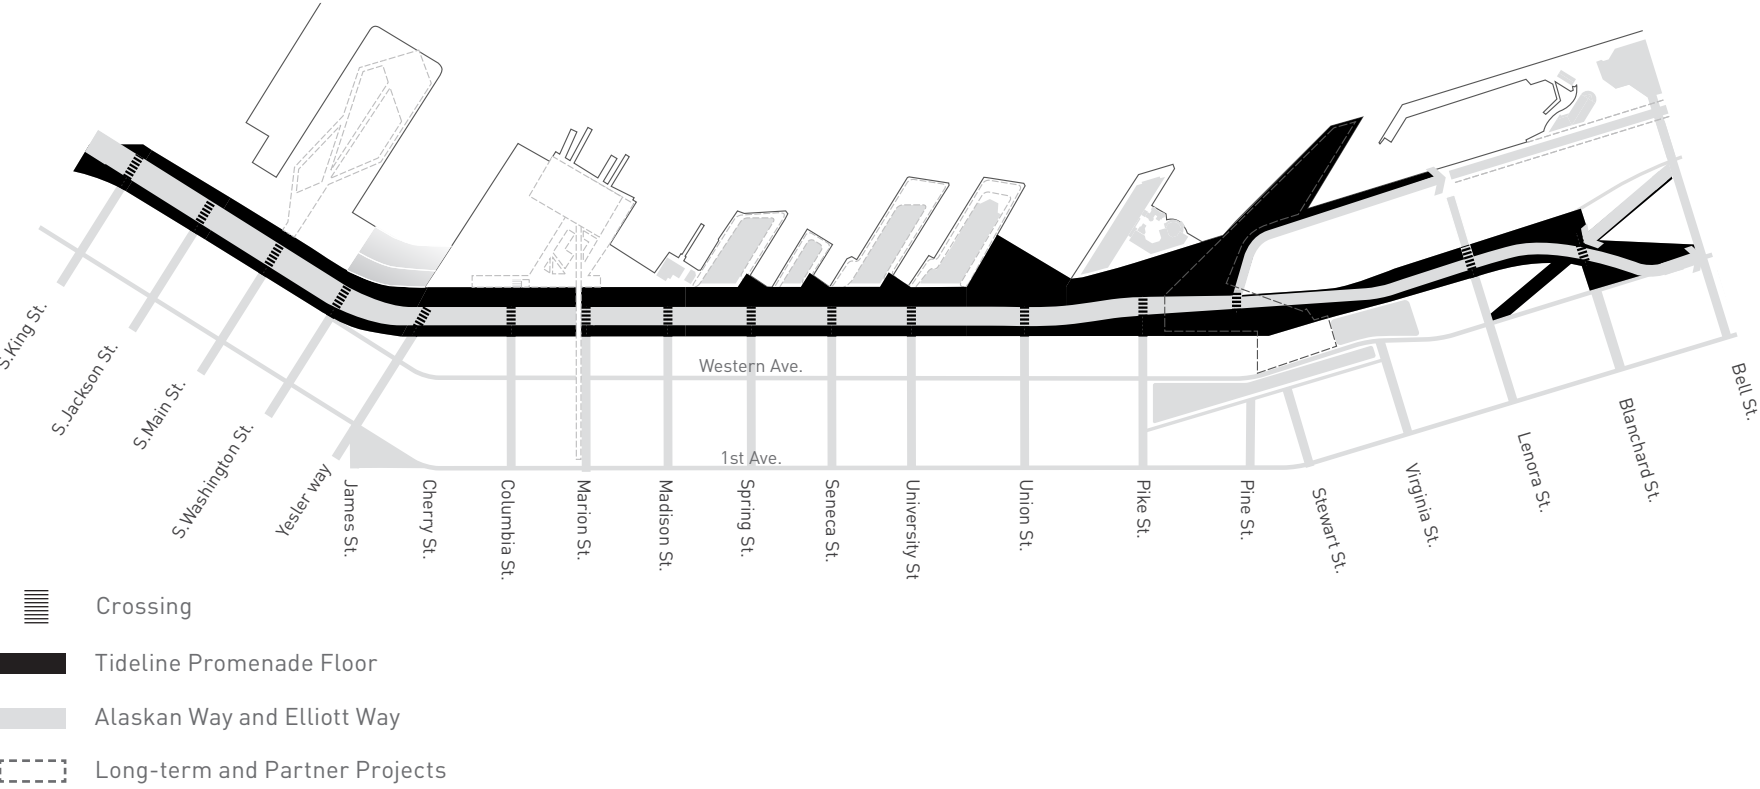 Western Ave.
1st Ave.
S.King St.
S.Jackson St.
S.Main St.
S.Washington St.
Yesler way
James St.
Cherry St.
Columbia St.
Marion St.
Madison St.
Spring St.
Seneca St.
University St
Union St.
Pike St.
Pine St.
Stewart St.
Virginia St.
Lenora St.
Blanchard St.
Bell St.
Crossing
Tideline Promenade Floor
Alaskan Way and Elliott Way
Long-term and Partner Projects